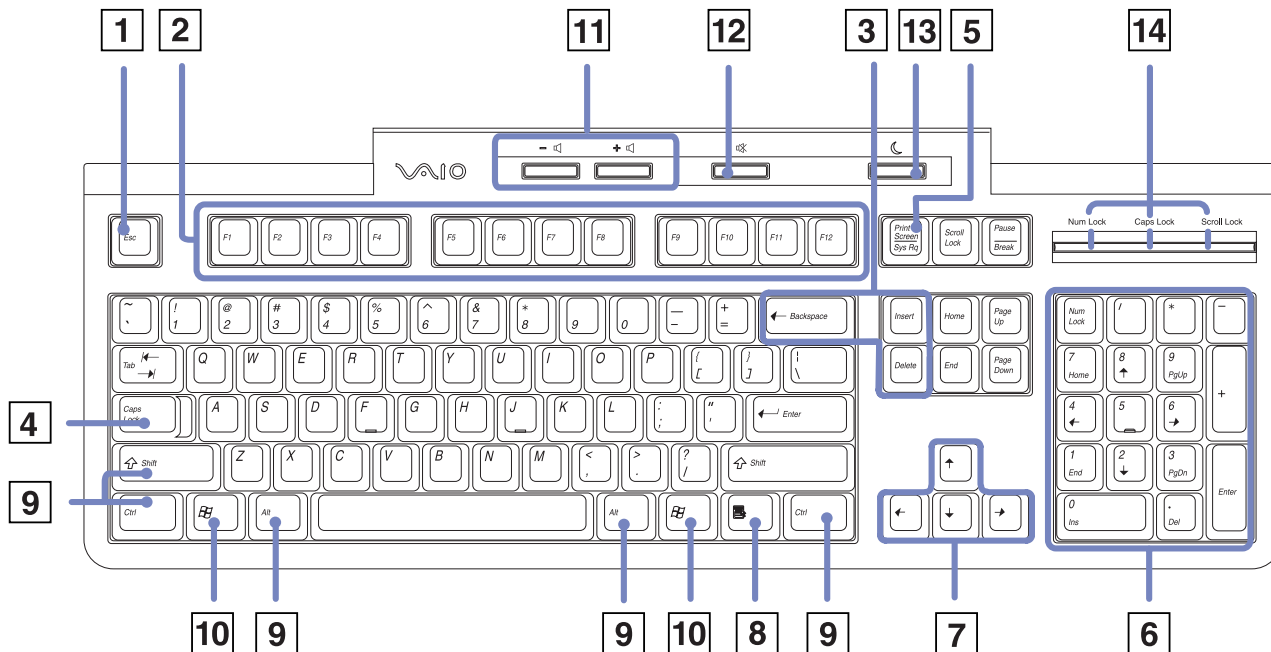 1 2 11 12 3 13 5 14
VAIO
− +
Num Lock Caps Lock Scroll Lock
Esc F1 F2 F3 F4 F5 F6 F7 F8 F9 F10 F11 F12 Print Screen Sys Rq Scroll Lock Pause Break
~ ` ! 1 @ 2 # 3 $ 4 % 5 ^ 6 & 7 * 8 9 0 — − + = ← Backspace Insert Home Page Up Num Lock / * −
Tab Q W E R T Y U I O P { [ } ] ¦ \ Delete End Page Down 7 Home 8 ↑ 9 PgUp +
4 Caps Lock A S D F G H J K L : ; " ' Enter 4 ← 5 6 →
Shift Z X C V B N M < , > . ? / Shift ↑ 1 End 2 ↓ 3 PgDn Enter
9 Ctrl Alt Alt Ctrl ← ↓ → 0 Ins . Del
10 9 9 10 8 9 7 6